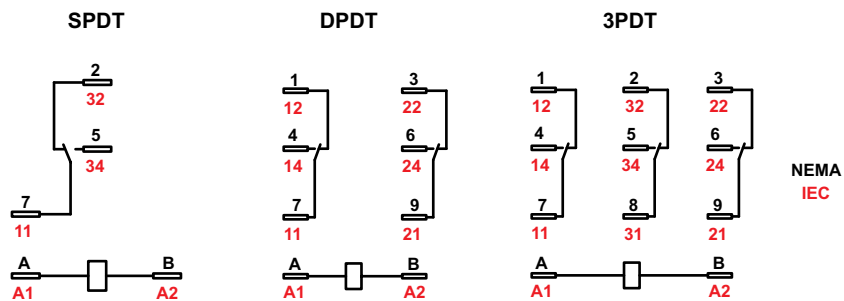 SPDT DPDT 3PDT
2
32
5
34
7
11
A B
A1 A2
1 3
12 22
4 6
14 24
7 9
11 21
A B
A1 A2
1 2 3
12 32 22
4 5 6
14 34 24
7 8 9
11 31 21
A B
A1 A2
NEMA
IEC